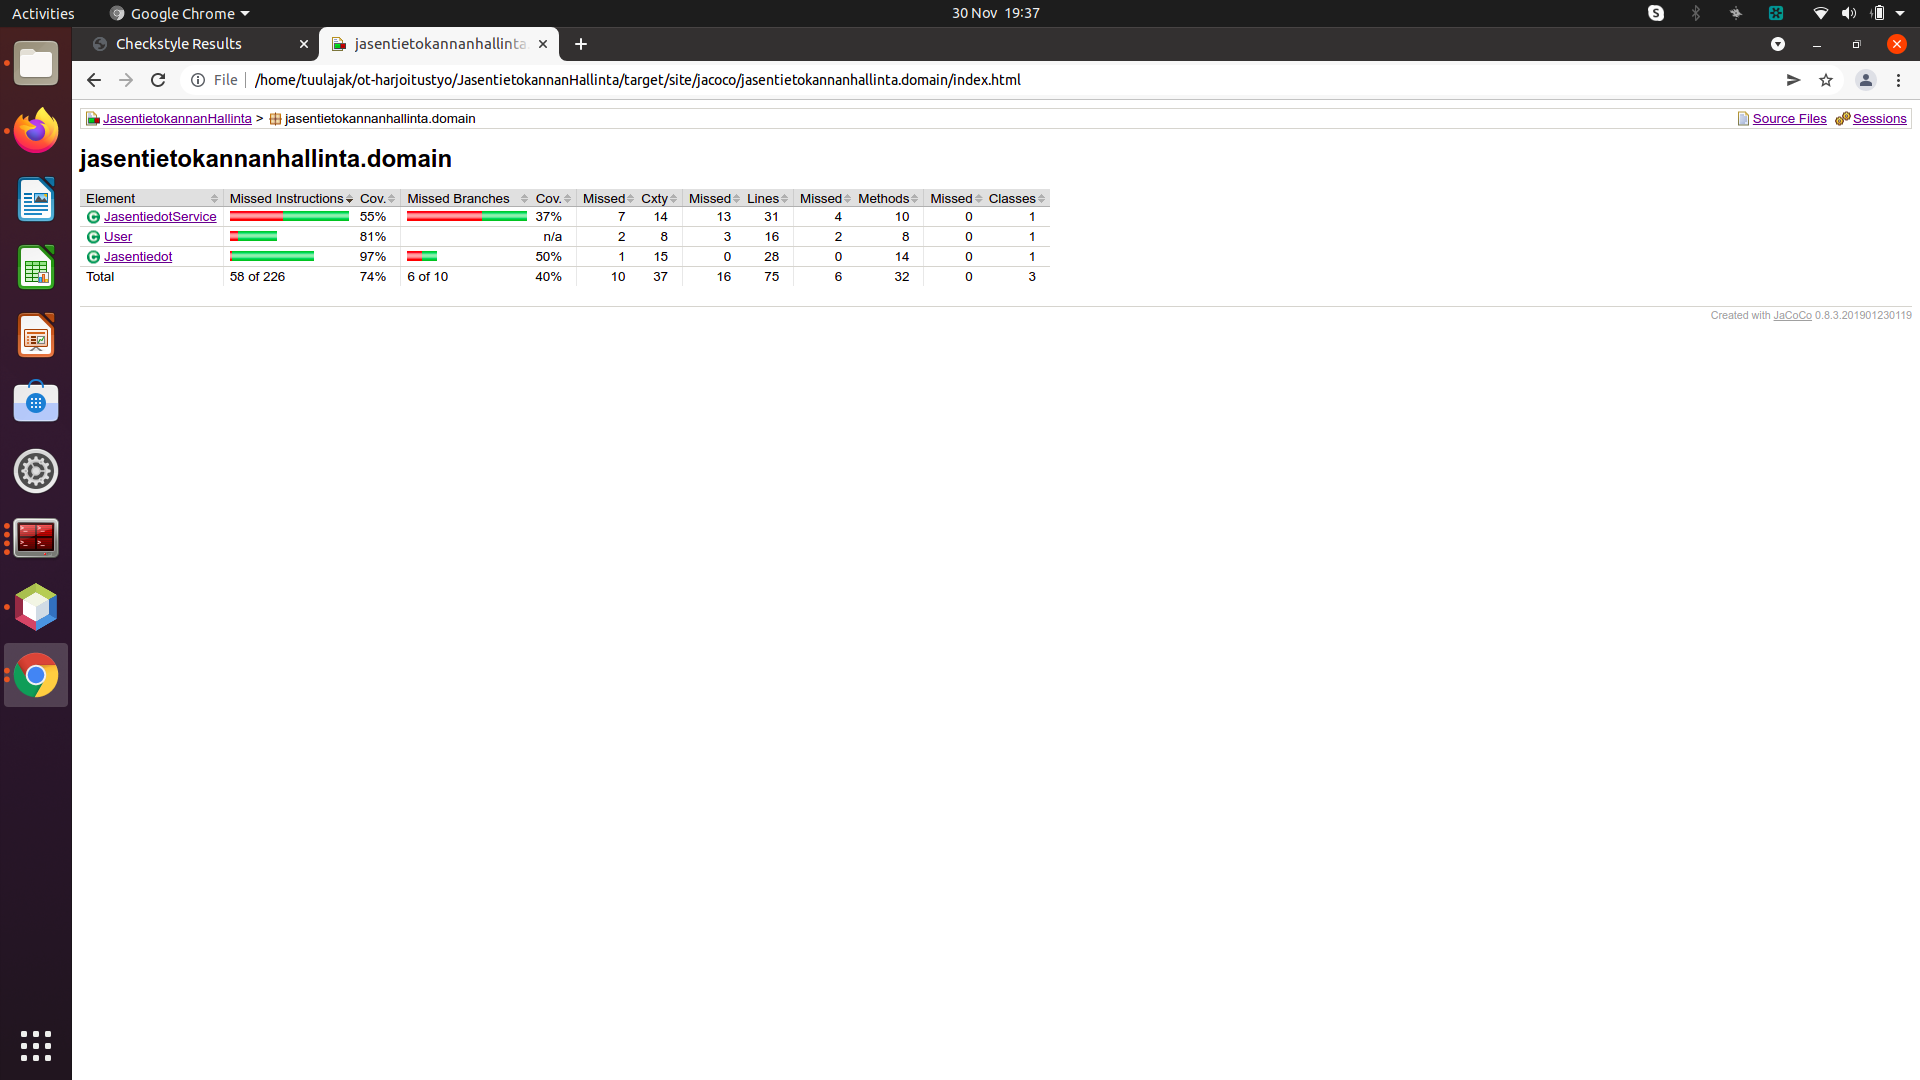 Activities Google Chrome 30 Nov 19:37
Checkstyle Results jasentietokannanhallinta
File /home/tuulajak/ot-harjoitustyo/JasentietokannanHallinta/target/site/jacoco/jasentietokannanhallinta.domain/index.html
JasentietokannanHallinta > jasentietokannanhallinta.domain Source Files Sessions
jasentietokannanhallinta.domain
Element Missed Instructions Cov. Missed Branches Cov. Missed Cxty Missed Lines Missed Methods Missed Classes
JasentiedotService 55% 37% 7 14 13 31 4 10 0 1
User 81% n/a 2 8 3 16 2 8 0 1
Jasentiedot 97% 50% 1 15 0 28 0 14 0 1
Total 58 of 226 74% 6 of 10 40% 10 37 16 75 6 32 0 3
Created with JaCoCo 0.8.3.201901230119